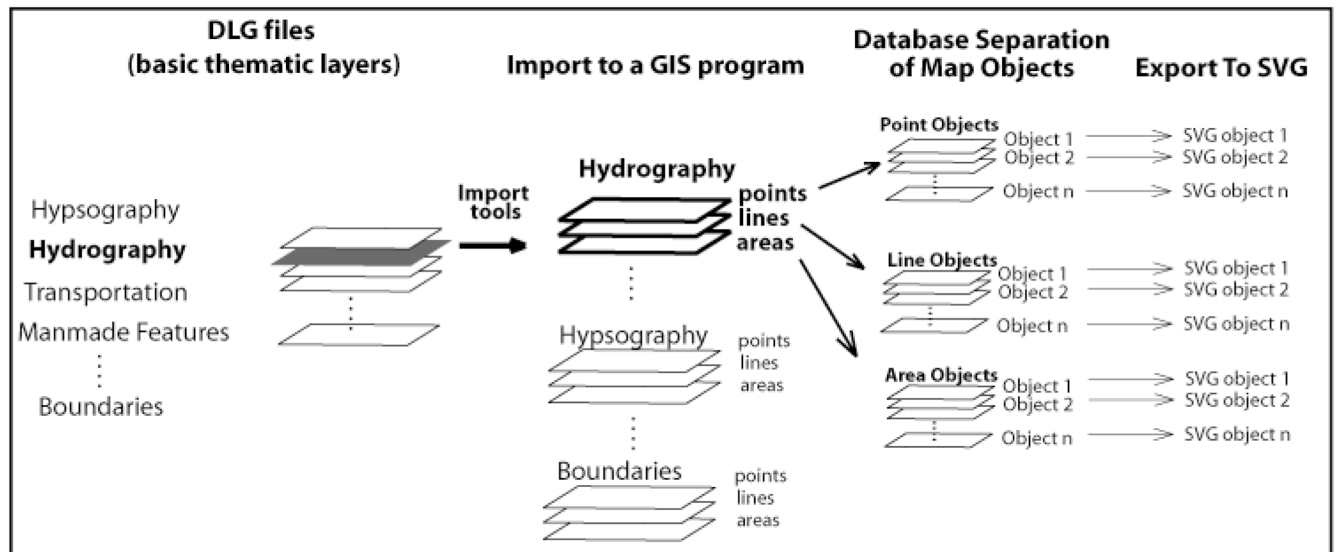 DLG files
(basic thematic layers)
Import to a GIS program
Database Separation
of Map Objects
Export To SVG
Hypsography
Hydrography
Transportation
Manmade Features
Boundaries
Import
tools
Hydrography
points
lines
areas
Hypsography
points
lines
areas
Boundaries
points
lines
areas
Point Objects
Object 1
SVG object 1
Object 2
SVG object 2
Object n
SVG object n
Line Objects
Object 1
SVG object 1
Object 2
SVG object 2
Object n
SVG object n
Area Objects
Object 1
SVG object 1
Object 2
SVG object 2
Object n
SVG object n